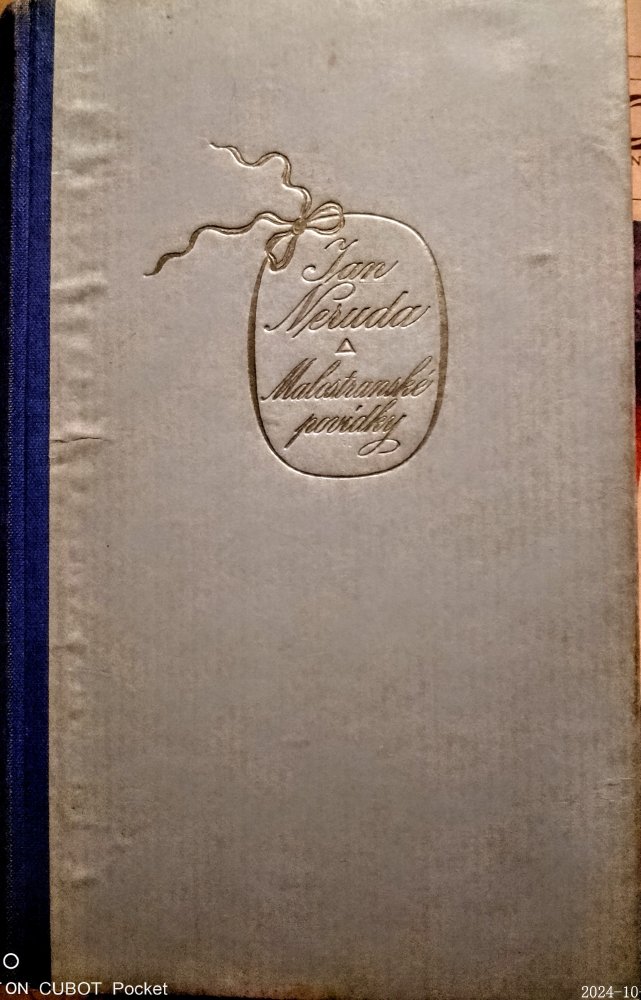 Jan
Neruda
Malostranské
povídky
ON CUBOT Pocket
2024-10